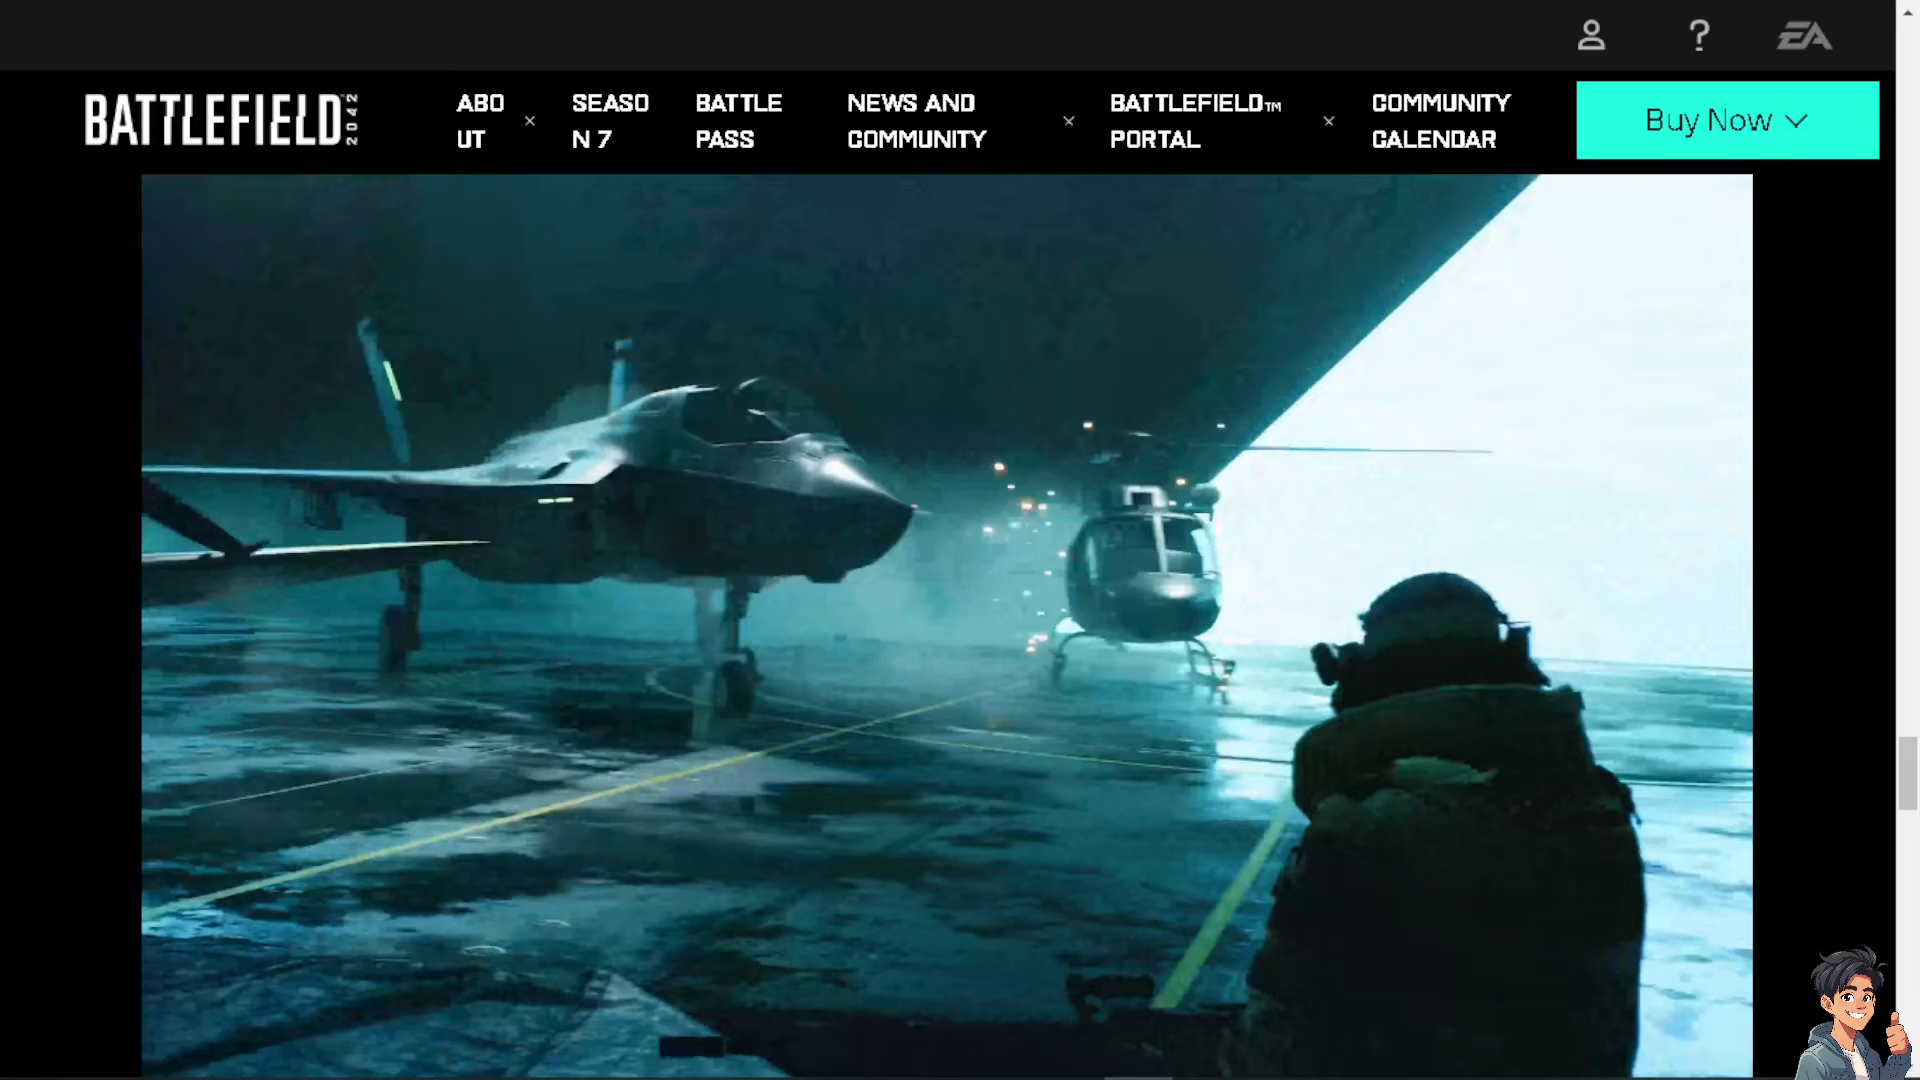 ?
EA
BATTLEFIELD 2042
ABO
UT
SEASO
N 7
BATTLE
PASS
NEWS AND
COMMUNITY
BATTLEFIELD™
PORTAL
COMMUNITY
CALENDAR
Buy Now